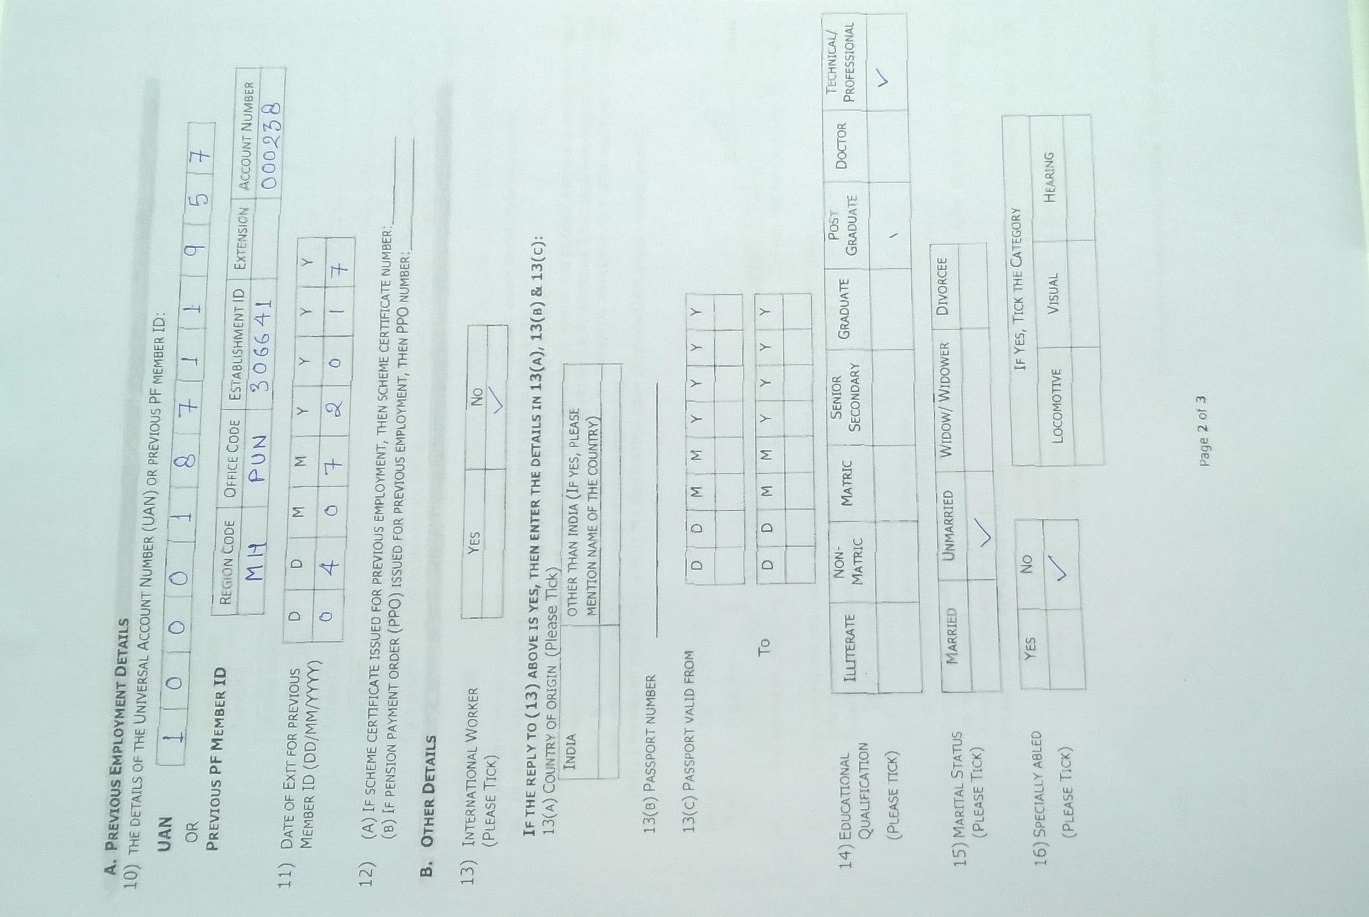 A. PREVIOUS EMPLOYMENT DETAILS
10) THE DETAILS OF THE UNIVERSAL ACCOUNT NUMBER (UAN) OR PREVIOUS PF MEMBER ID:
UAN 1 0 0 0 1 8 7 1 1 9 5 7
OR
PREVIOUS PF MEMBER ID
REGION CODE OFFICE CODE ESTABLISHMENT ID EXTENSION ACCOUNT NUMBER
MH PUN 306641 000238
11) DATE OF EXIT FOR PREVIOUS D D M M Y Y Y Y
MEMBER ID (DD/MM/YYYY) 0 4 0 7 2 0 1 7
12) (A) IF SCHEME CERTIFICATE ISSUED FOR PREVIOUS EMPLOYMENT, THEN SCHEME CERTIFICATE NUMBER:
(B) IF PENSION PAYMENT ORDER (PPO) ISSUED FOR PREVIOUS EMPLOYMENT, THEN PPO NUMBER:
B. OTHER DETAILS
13) INTERNATIONAL WORKER YES NO
(PLEASE TICK) ✓
IF THE REPLY TO (13) ABOVE IS YES, THEN ENTER THE DETAILS IN 13(A), 13(B) & 13(C):
13(A) COUNTRY OF ORIGIN (Please Tick)
INDIA OTHER THAN INDIA (IF YES, PLEASE
MENTION NAME OF THE COUNTRY)
13(B) PASSPORT NUMBER
13(C) PASSPORT VALID FROM D D M M Y Y Y Y
To D D M M Y Y Y Y
14) EDUCATIONAL ILLITERATE NON- MATRIC SENIOR GRADUATE POST DOCTOR TECHNICAL/
QUALIFICATION MATRIC SECONDARY GRADUATE PROFESSIONAL
(PLEASE TICK) ✓
15) MARITAL STATUS MARRIED UNMARRIED WIDOW/ WIDOWER DIVORCEE
(PLEASE TICK) ✓
16) SPECIALLY ABLED YES NO IF YES, TICK THE CATEGORY
(PLEASE TICK) ✓ LOCOMOTIVE VISUAL HEARING
Page 2 of 3